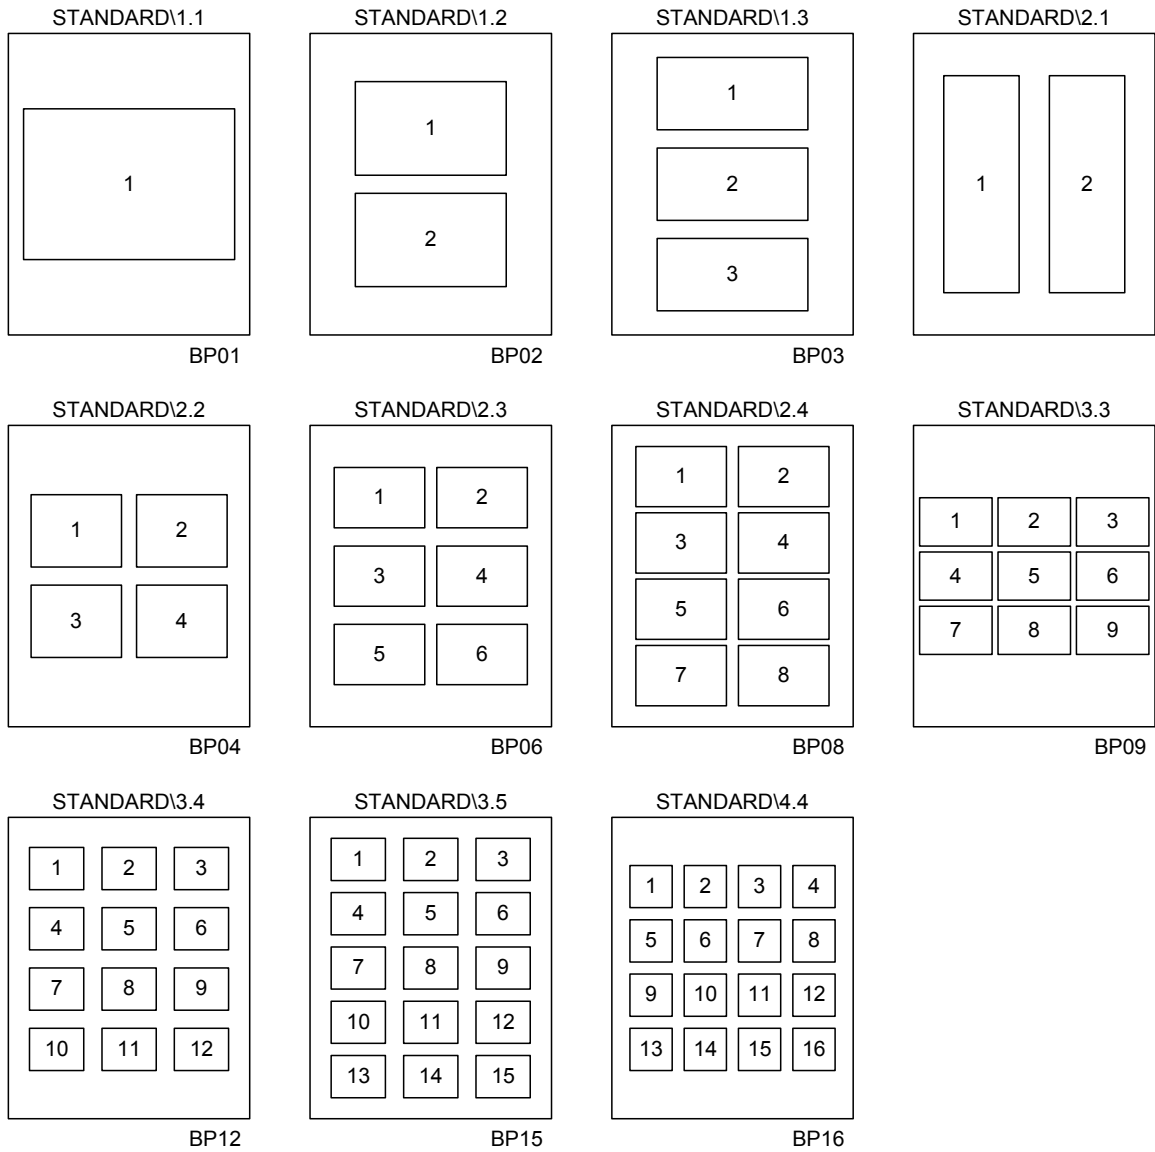 STANDARD\1.1 STANDARD\1.2 STANDARD\1.3 STANDARD\2.1
1
1
2
1
2
3
1 2
BP01 BP02 BP03
STANDARD\2.2 STANDARD\2.3 STANDARD\2.4 STANDARD\3.3
1 2
3 4
1 2
3 4
5 6
1 2
3 4
5 6
7 8
1 2 3
4 5 6
7 8 9
BP04 BP06 BP08 BP09
STANDARD\3.4 STANDARD\3.5 STANDARD\4.4
1 2 3
4 5 6
7 8 9
10 11 12
1 2 3
4 5 6
7 8 9
10 11 12
13 14 15
1 2 3 4
5 6 7 8
9 10 11 12
13 14 15 16
BP12 BP15 BP16